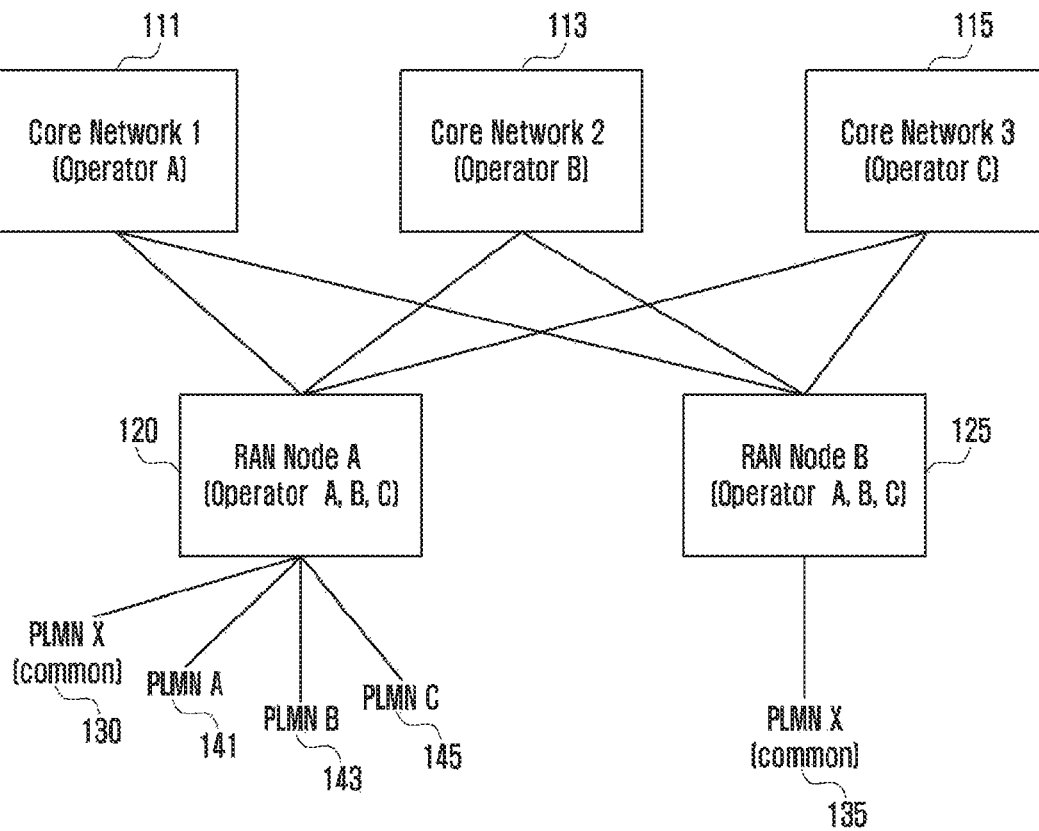 111
113
115
Core Network 1
(Operator A)
Core Network 2
(Operator B)
Core Network 3
(Operator C)
120
RAN Node A
(Operator A, B, C)
RAN Node B
(Operator A, B, C)
125
PLMN X
(common)
130
PLMN A
141
PLMN B
143
PLMN C
145
PLMN X
(common)
135